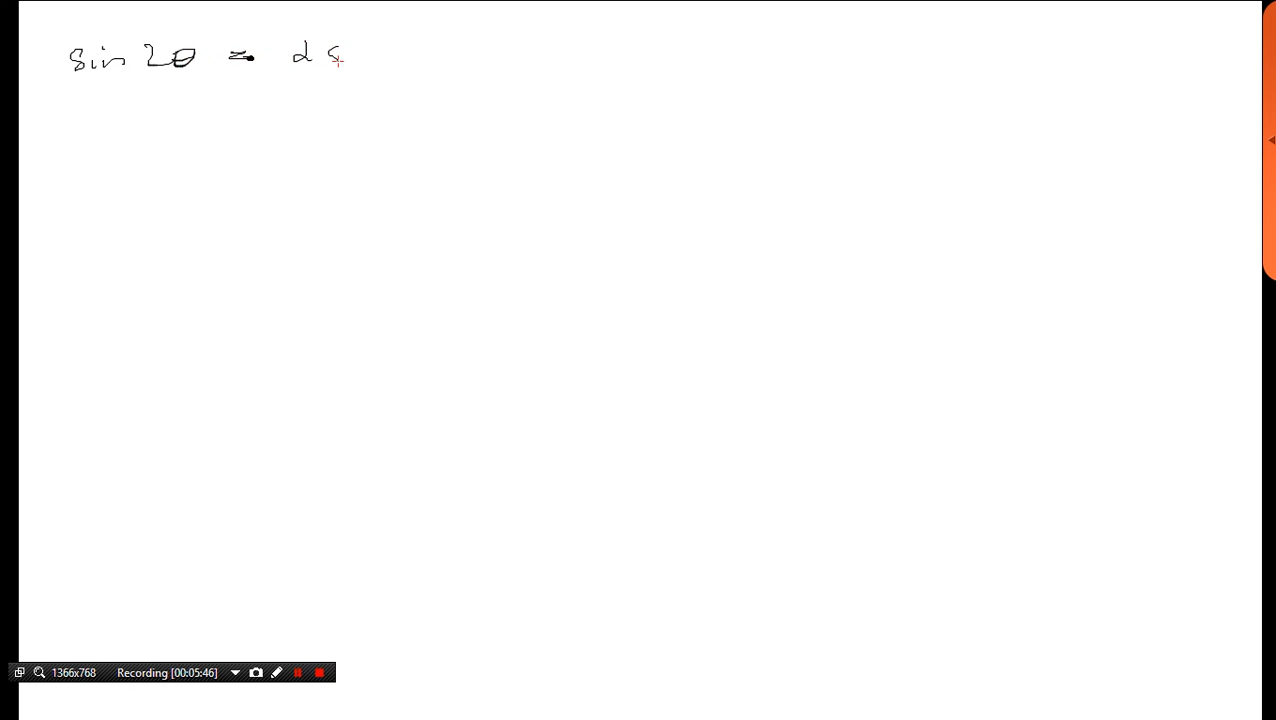 sin 2θ = 2 s
1366x768 Recording [00:05:46]